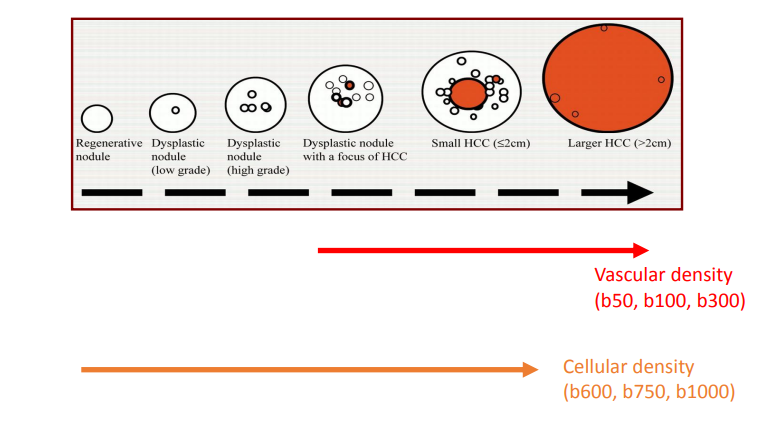 Regenerative
nodule
Dysplastic
nodule
(low grade)
Dysplastic
nodule
(high grade)
Dysplastic nodule
with a focus of HCC
Small HCC (≤2cm)
Larger HCC (>2cm)
Vascular density
(b50, b100, b300)
Cellular density
(b600, b750, b1000)